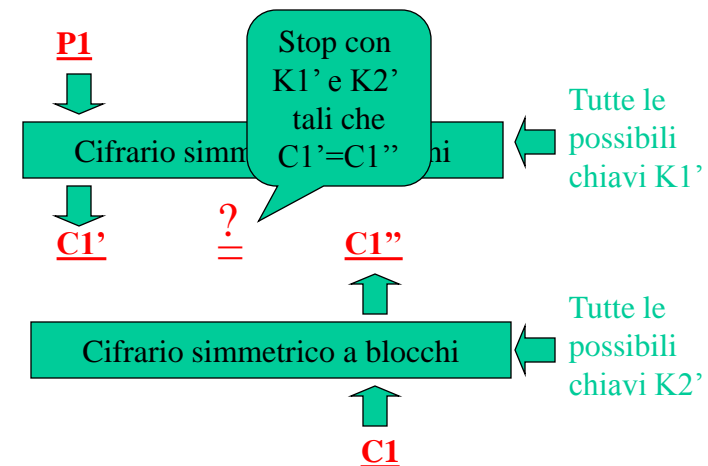 P1
Stop con
K1’ e K2’
tali che
C1’=C1”
Tutte le
possibili
chiavi K1’
Cifrario simm hi
C1’
?
=
C1”
Cifrario simmetrico a blocchi
Tutte le
possibili
chiavi K2’
C1